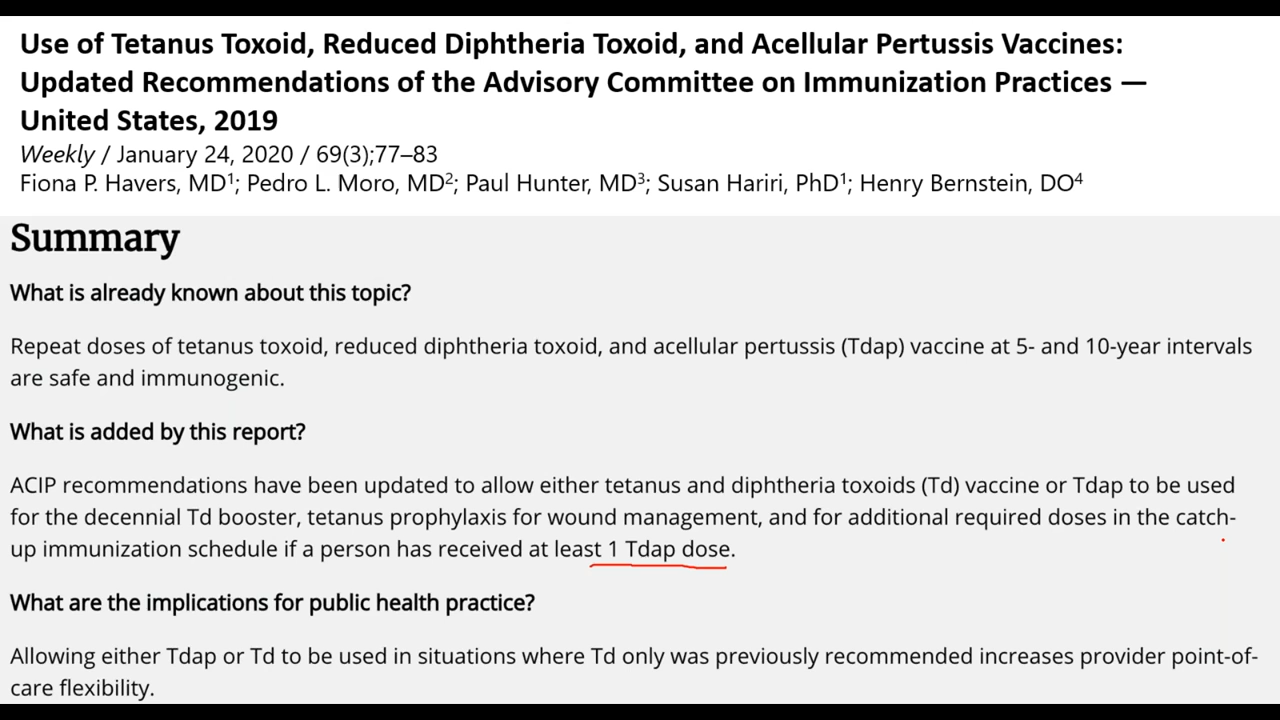 Use of Tetanus Toxoid, Reduced Diphtheria Toxoid, and Acellular Pertussis Vaccines:
Updated Recommendations of the Advisory Committee on Immunization Practices —
United States, 2019
Weekly / January 24, 2020 / 69(3);77–83
Fiona P. Havers, MD¹; Pedro L. Moro, MD²; Paul Hunter, MD³; Susan Hariri, PhD¹; Henry Bernstein, DO⁴
Summary
What is already known about this topic?
Repeat doses of tetanus toxoid, reduced diphtheria toxoid, and acellular pertussis (Tdap) vaccine at 5- and 10-year intervals
are safe and immunogenic.
What is added by this report?
ACIP recommendations have been updated to allow either tetanus and diphtheria toxoids (Td) vaccine or Tdap to be used
for the decennial Td booster, tetanus prophylaxis for wound management, and for additional required doses in the catch-
up immunization schedule if a person has received at least 1 Tdap dose.
What are the implications for public health practice?
Allowing either Tdap or Td to be used in situations where Td only was previously recommended increases provider point-of-
care flexibility.